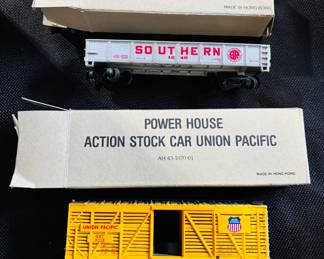 MADE IN HONG KONG
SOUTHERN
POWER HOUSE
ACTION STOCK CAR UNION PACIFIC
MADE IN HONG KONG
UNION PACIFIC